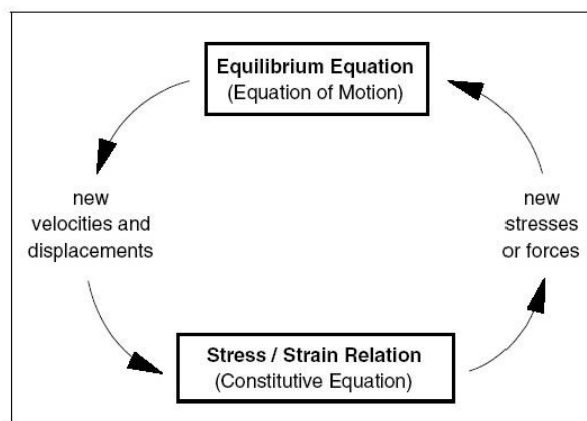 Equilibrium Equation
(Equation of Motion)
new
velocities and
displacements
new
stresses
or forces
Stress / Strain Relation
(Constitutive Equation)